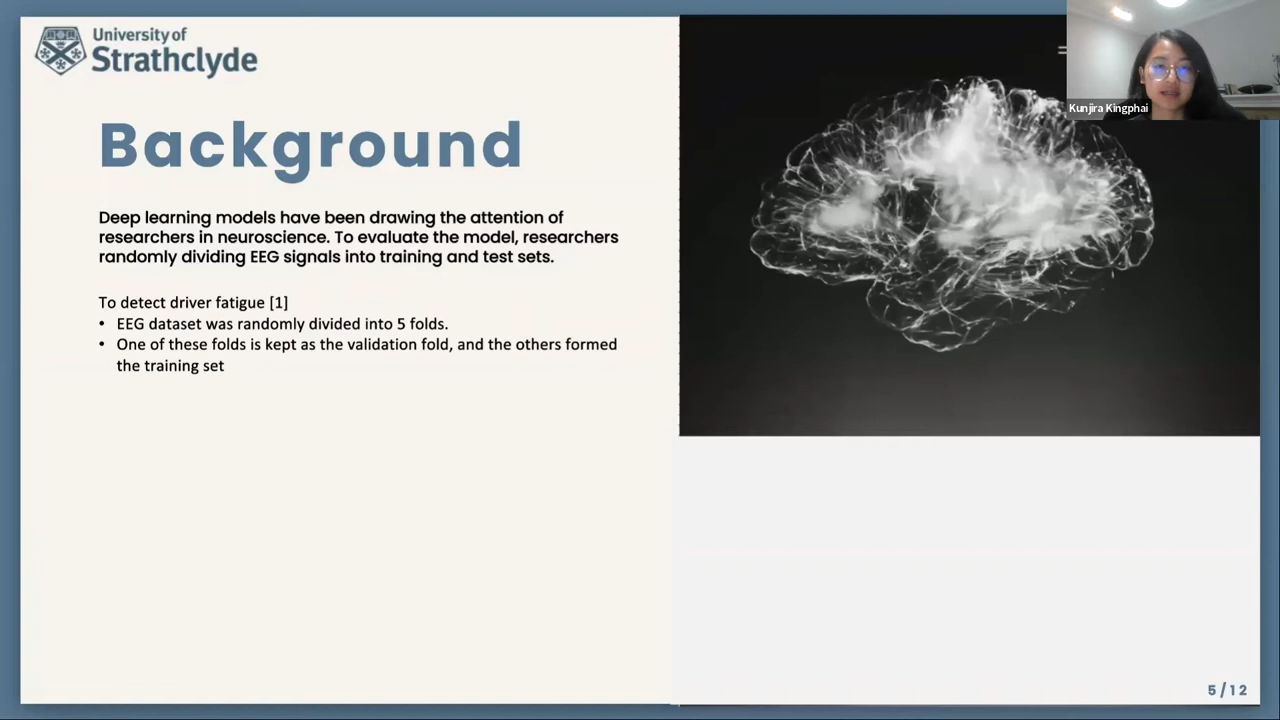 University of
Strathclyde
Kunjira Kingphai
Background
Deep learning models have been drawing the attention of
researchers in neuroscience. To evaluate the model, researchers
randomly dividing EEG signals into training and test sets.
To detect driver fatigue [1]
• EEG dataset was randomly divided into 5 folds.
• One of these folds is kept as the validation fold, and the others formed
the training set
5/12